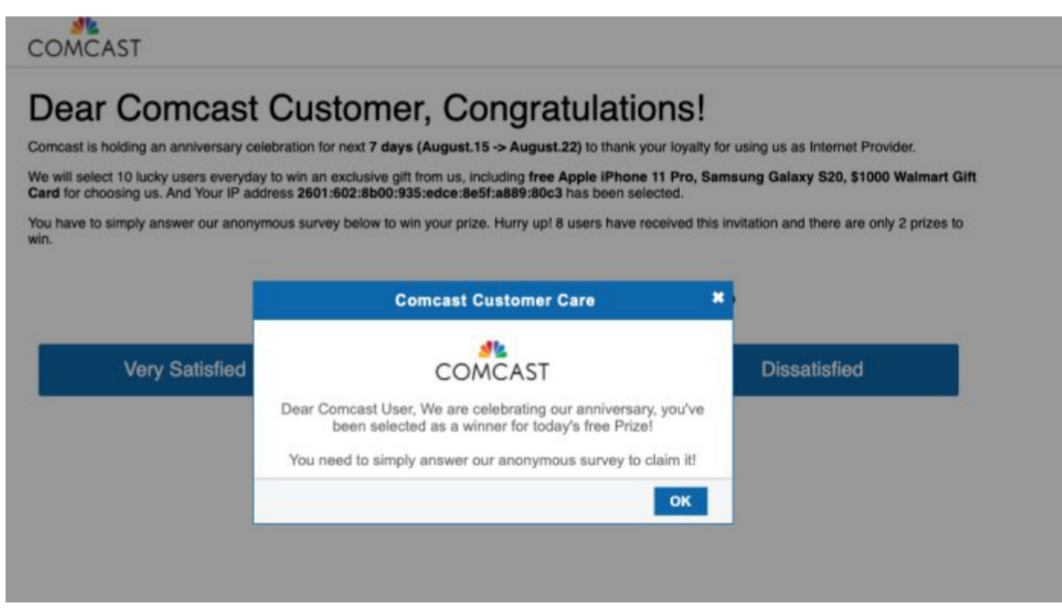 COMCAST
Dear Comcast Customer, Congratulations!
Comcast is holding an anniversary celebration for next 7 days (August.15 -> August.22) to thank your loyalty for using us as Internet Provider.
We will select 10 lucky users everyday to win an exclusive gift from us, including free Apple iPhone 11 Pro, Samsung Galaxy S20, $1000 Walmart Gift
Card for choosing us. And Your IP address 2601:602:8b00:935:edce:8e5f:a889:80c3 has been selected.
You have to simply answer our anonymous survey below to win your prize. Hurry up! 8 users have received this invitation and there are only 2 prizes to
win.
Comcast Customer Care
Very Satisfied
Dissatisfied
COMCAST
Dear Comcast User, We are celebrating our anniversary, you've
been selected as a winner for today's free Prize!
You need to simply answer our anonymous survey to claim it!
OK